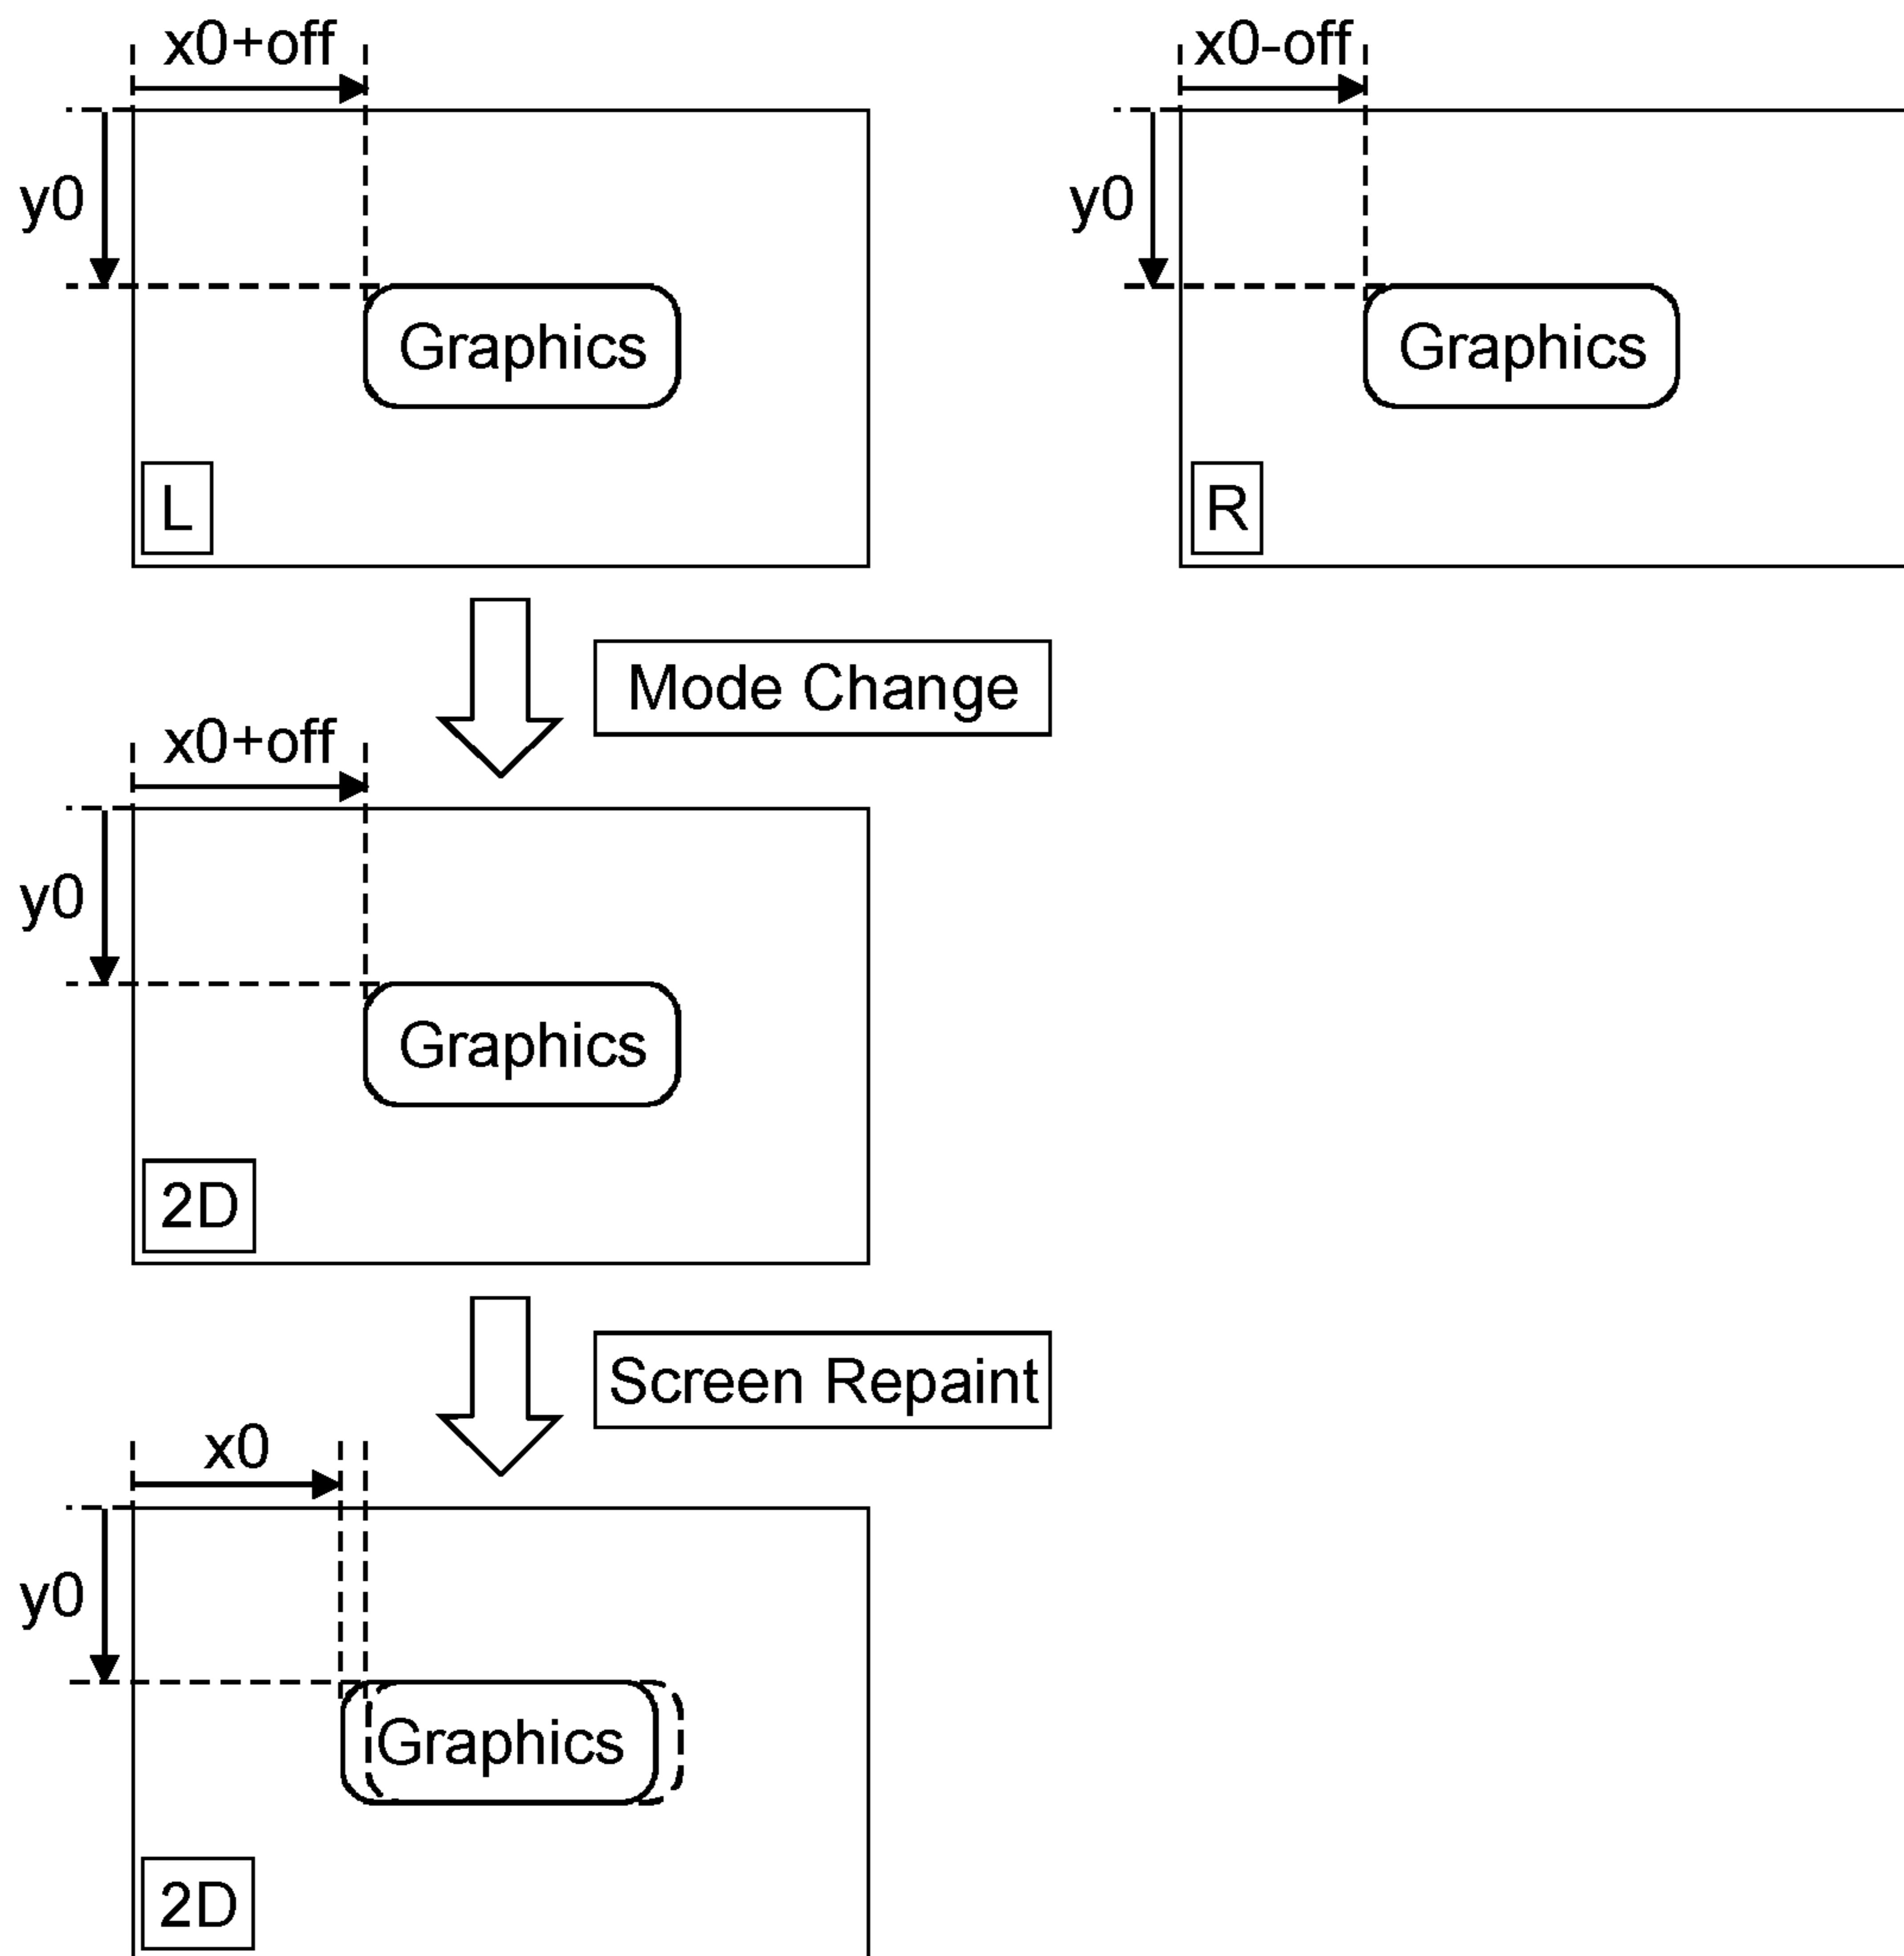 x0+off
x0-off
y0
y0
Graphics
Graphics
L
R
Mode Change
x0+off
y0
Graphics
2D
Screen Repaint
x0
y0
Graphics
2D